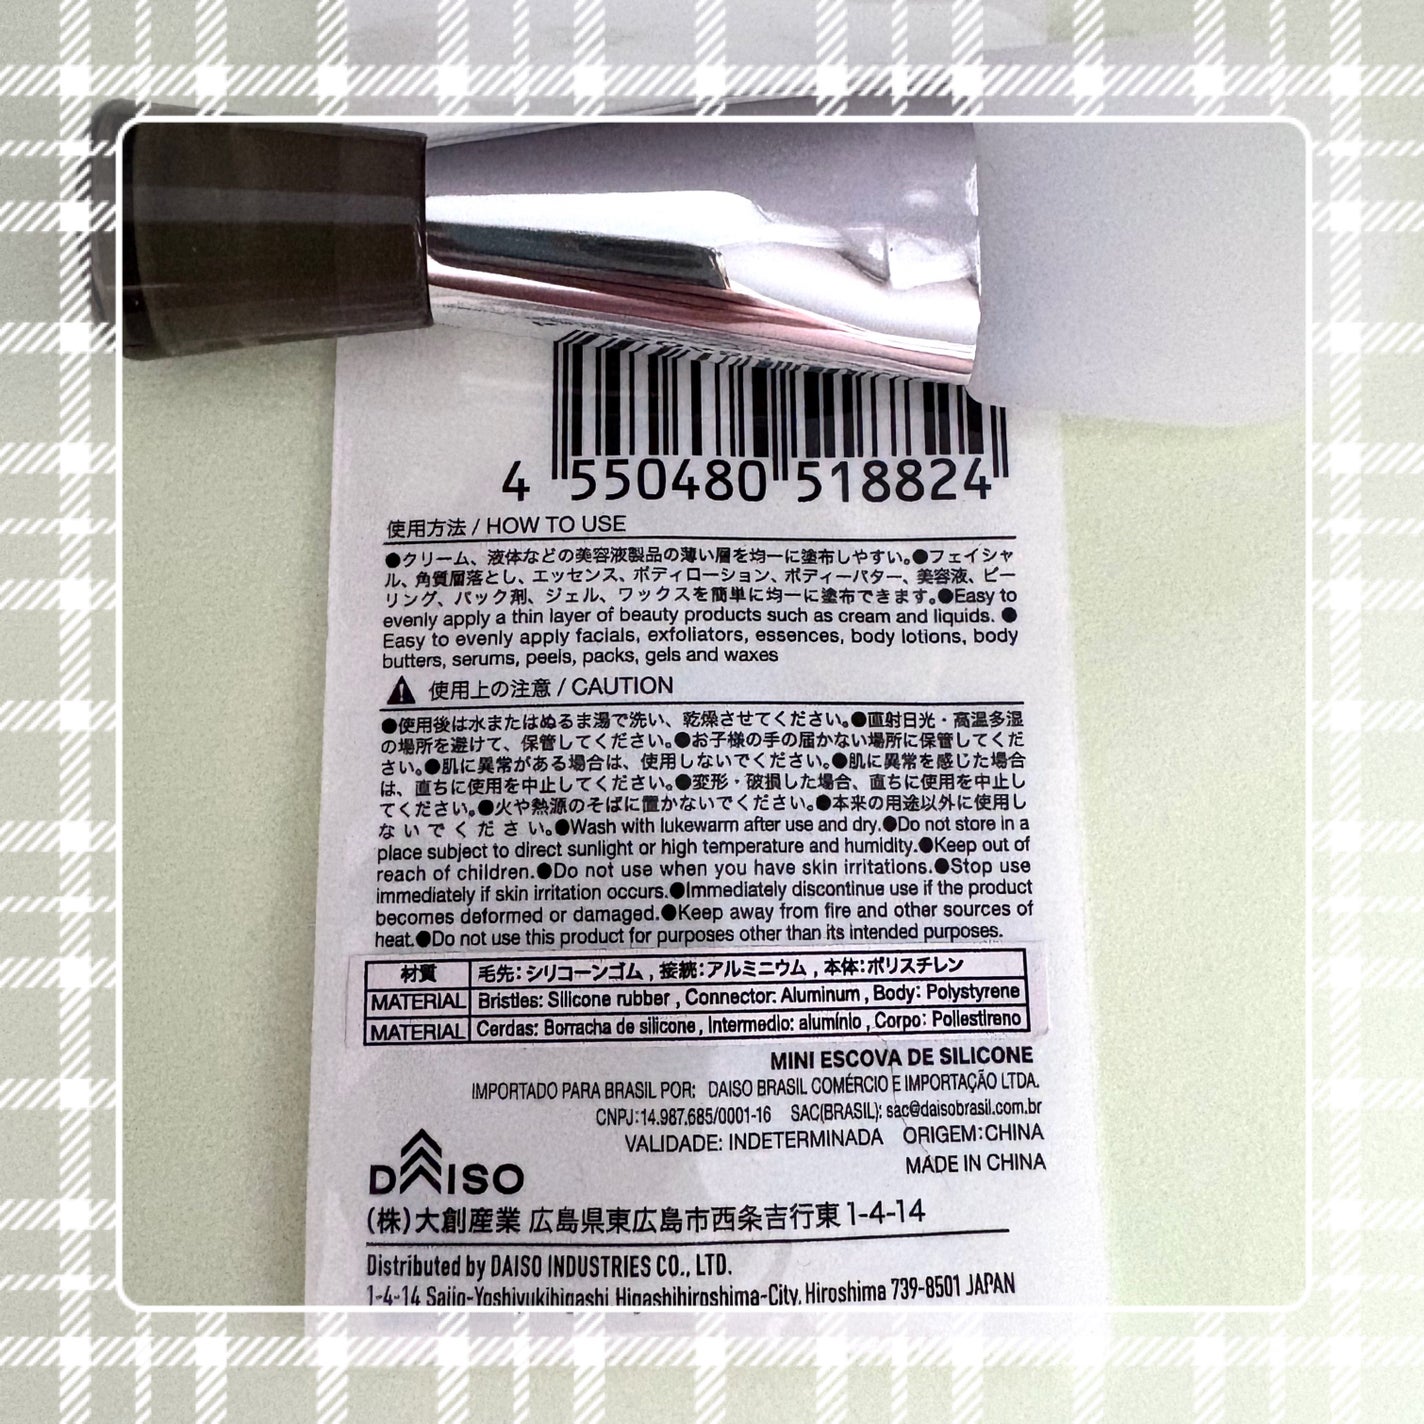 4 550480 518824
使用方法 / HOW TO USE
●クリーム、液体などの美容液製品の薄い層を均一に塗布しやすい。●フェイシャ
ル、角質層落とし、エッセンス、ボディローション、ボディーバター、美容液、ピー
リング、パック剤、ジェル、ワックスを簡単に均一に塗布できます。●Easy to
evenly apply a thin layer of beauty products such as cream and liquids. ●
Easy to evenly apply facials, exfoliators, essences, body lotions, body
butters, serums, peels, packs, gels and waxes
使用上の注意 / CAUTION
●使用後は水またはぬるま湯で洗い、乾燥させてください。●直射日光・高温多湿
の場所を避けて、保管してください。●お子様の手の届かない場所に保管してくだ
さい。●肌に異常がある場合は、使用しないでください。●肌に異常を感じた場合
は、直ちに使用を中止してください。●変形・破損した場合、直ちに使用を中止し
てください。●火や熱源のそばに置かないでください。●本来の用途以外に使用し
ないでください。●Wash with lukewarm after use and dry.●Do not store in a
place subject to direct sunlight or high temperature and humidity.●Keep out of
reach of children.●Do not use when you have skin irritations.●Stop use
immediately if skin irritation occurs.●Immediately discontinue use if the product
becomes deformed or damaged.●Keep away from fire and other sources of
heat.●Do not use this product for purposes other than its intended purposes.
材質 毛先：シリコーンゴム , 接続：アルミニウム , 本体：ポリスチレン
MATERIAL Bristles: Silicone rubber , Connector: Aluminum , Body: Polystyrene
MATERIAL Cerdas: Borracha de silicone , Intermedio: alumínio , Corpo: Poliestireno
MINI ESCOVA DE SILICONE
IMPORTADO PARA BRASIL POR: DAISO BRASIL COMÉRCIO E IMPORTAÇÃO LTDA.
CNPJ:14.987.685/0001-16 SAC(BRASIL): sac@daisobrasil.com.br
VALIDADE: INDETERMINADA ORIGEM:CHINA
MADE IN CHINA
DAISO
(株)大創産業 広島県東広島市西条吉行東1-4-14
Distributed by DAISO INDUSTRIES CO., LTD.
1-4-14 Saijo-Yoshiyukihigashi, Higashihiroshima-City, Hiroshima 739-8501 JAPAN